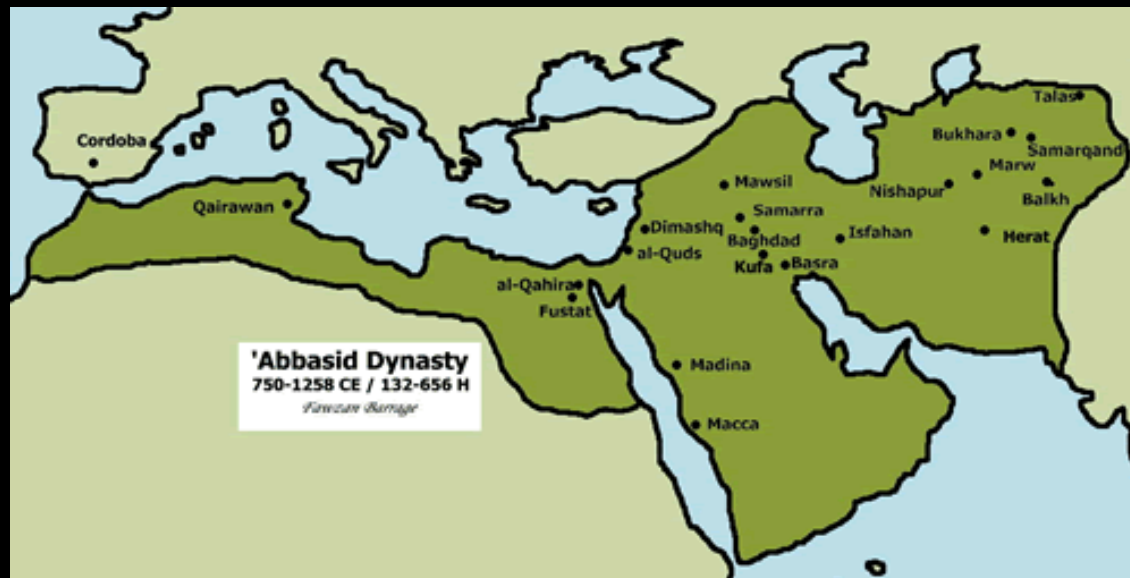 Talas
Bukhara
Samarqand
Cordoba
Marw
Mawsil
Nishapur
Balkh
Qairawan
Samarra
Dimashq
Isfahan
Herat
Baghdad
al-Quds
Kufa
Basra
al-Qahira
Fustat
'Abbasid Dynasty
750-1258 CE / 132-656 H
Fawzan Barrage
Madina
Macca